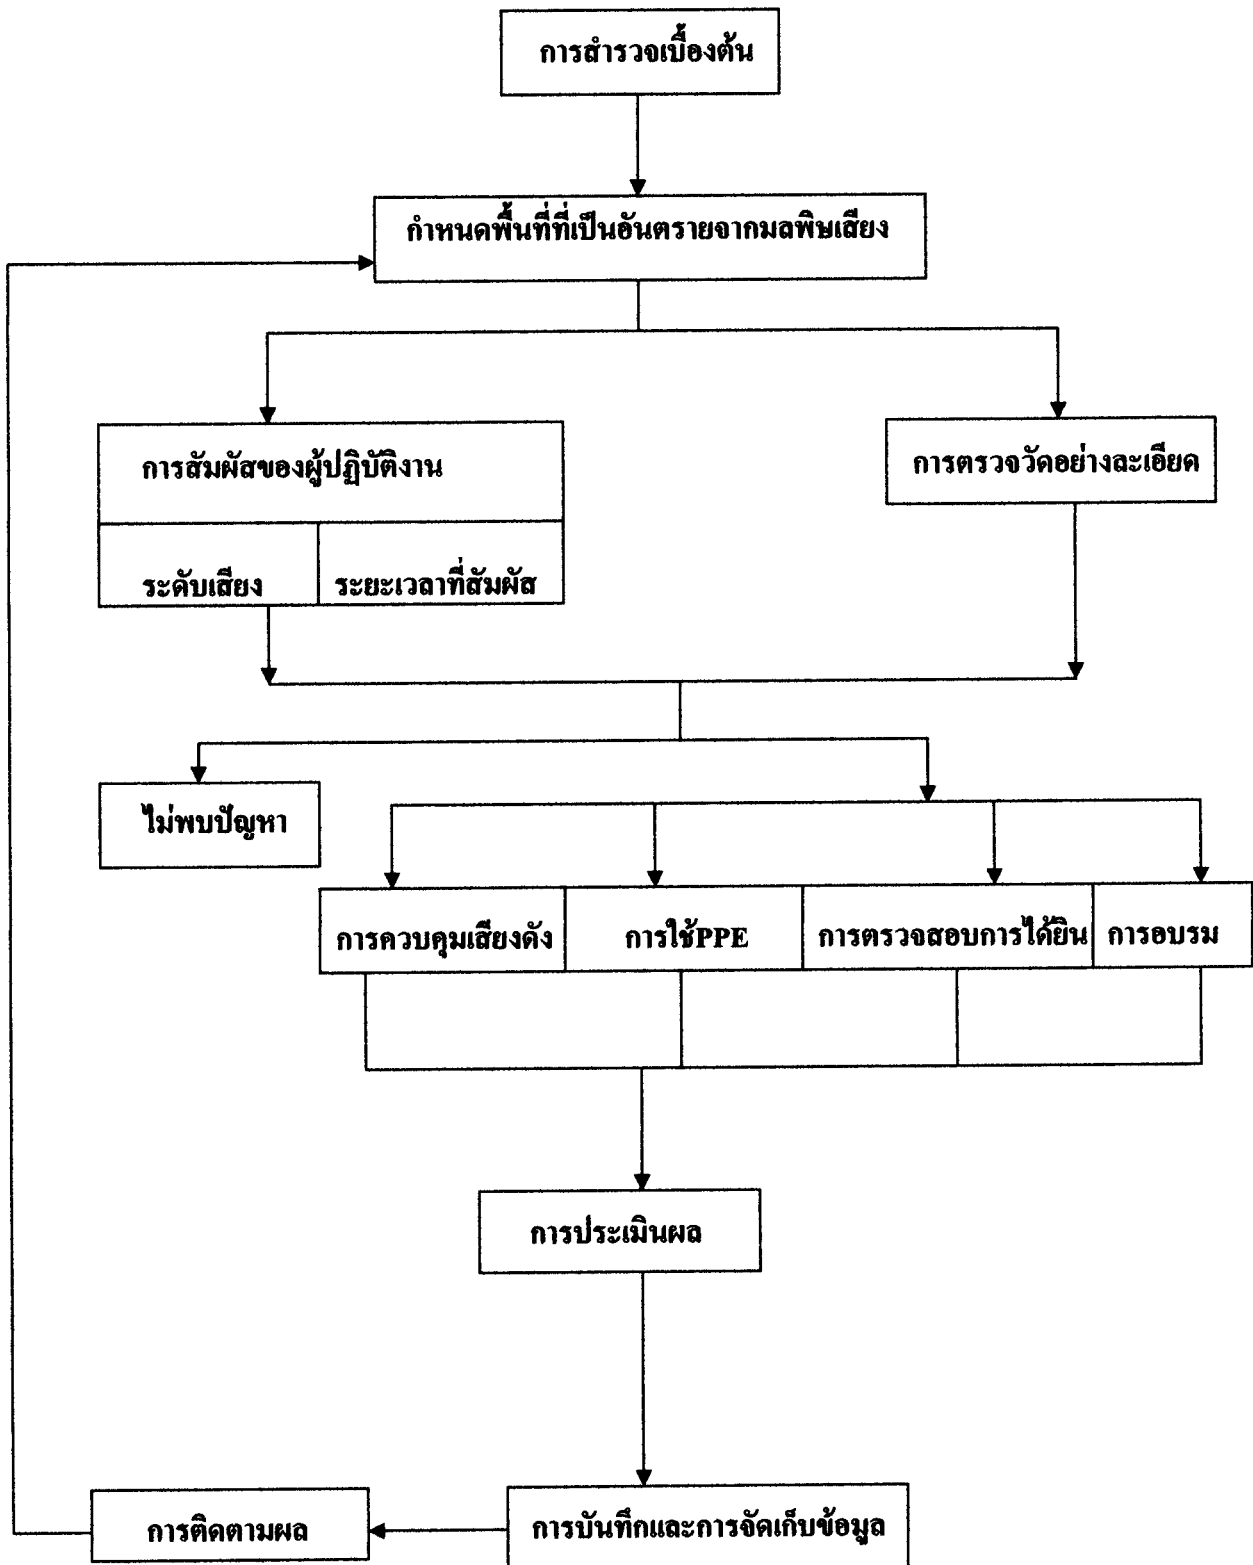 การสำรวจเบื้องต้น
กำหนดพื้นที่ที่เป็นอันตรายจากมลพิษเสียง
การสัมผัสของผู้ปฏิบัติงาน
การตรวจวัดอย่างละเอียด
ระดับเสียง
ระยะเวลาที่สัมผัส
ไม่พบปัญหา
การควบคุมเสียงดัง
การใช้PPE
การตรวจสอบการได้ยิน
การอบรม
การประเมินผล
การติดตามผล
การบันทึกและการจัดเก็บข้อมูล